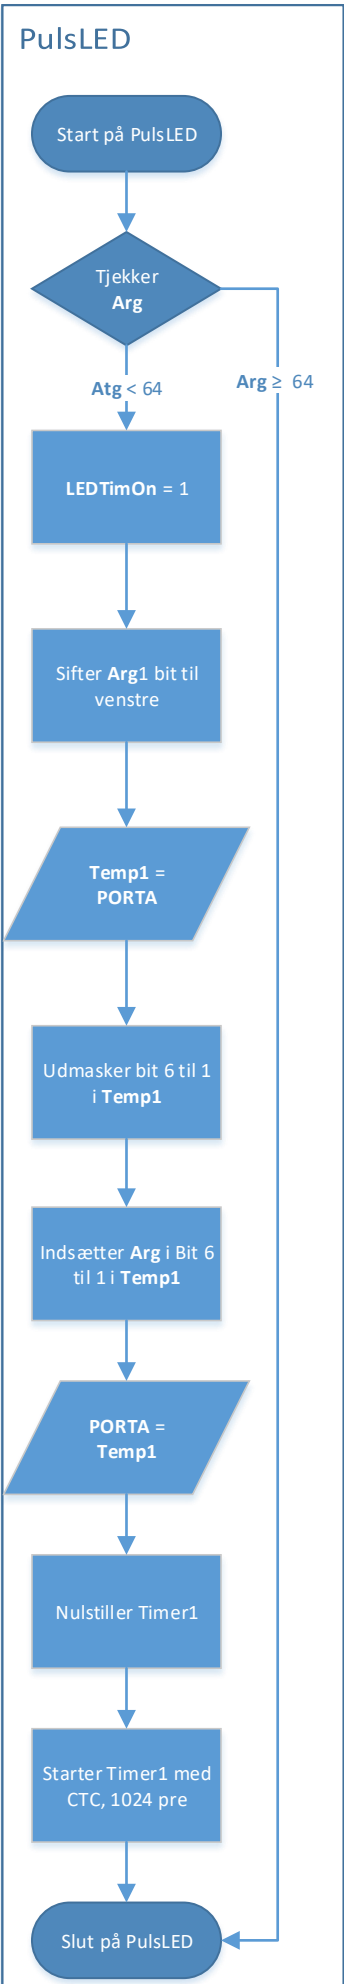 PulsLED
Start på PulsLED
Tjekker
Arg
Atg < 64
Arg ≥ 64
LEDTimOn = 1
Sifter Arg1 bit til
venstre
Temp1 =
PORTA
Udmasker bit 6 til 1
i Temp1
Indsætter Arg i Bit 6
til 1 i Temp1
PORTA =
Temp1
Nulstiller Timer1
Starter Timer1 med
CTC, 1024 pre
Slut på PulsLED